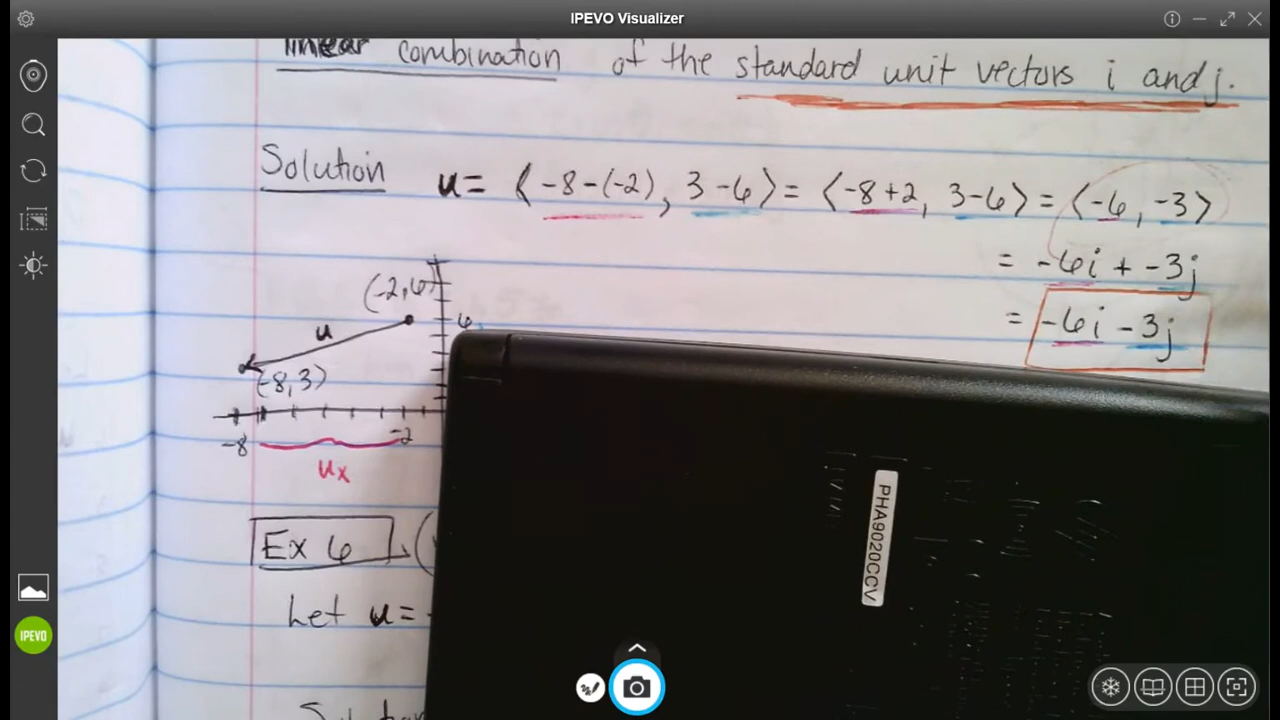 IPEVO Visualizer
linear combination of the standard unit vectors i and j.
Solution u = ⟨-8-(-2), 3-6⟩ = ⟨-8+2, 3-6⟩ = ⟨-6, -3⟩
= -6i + -3j
= -6i - 3j
(-2,6)
6
u
(-8,3)
-8 -2
ux
Ex 6
Let u =
PHA9020CCV
IPEVO